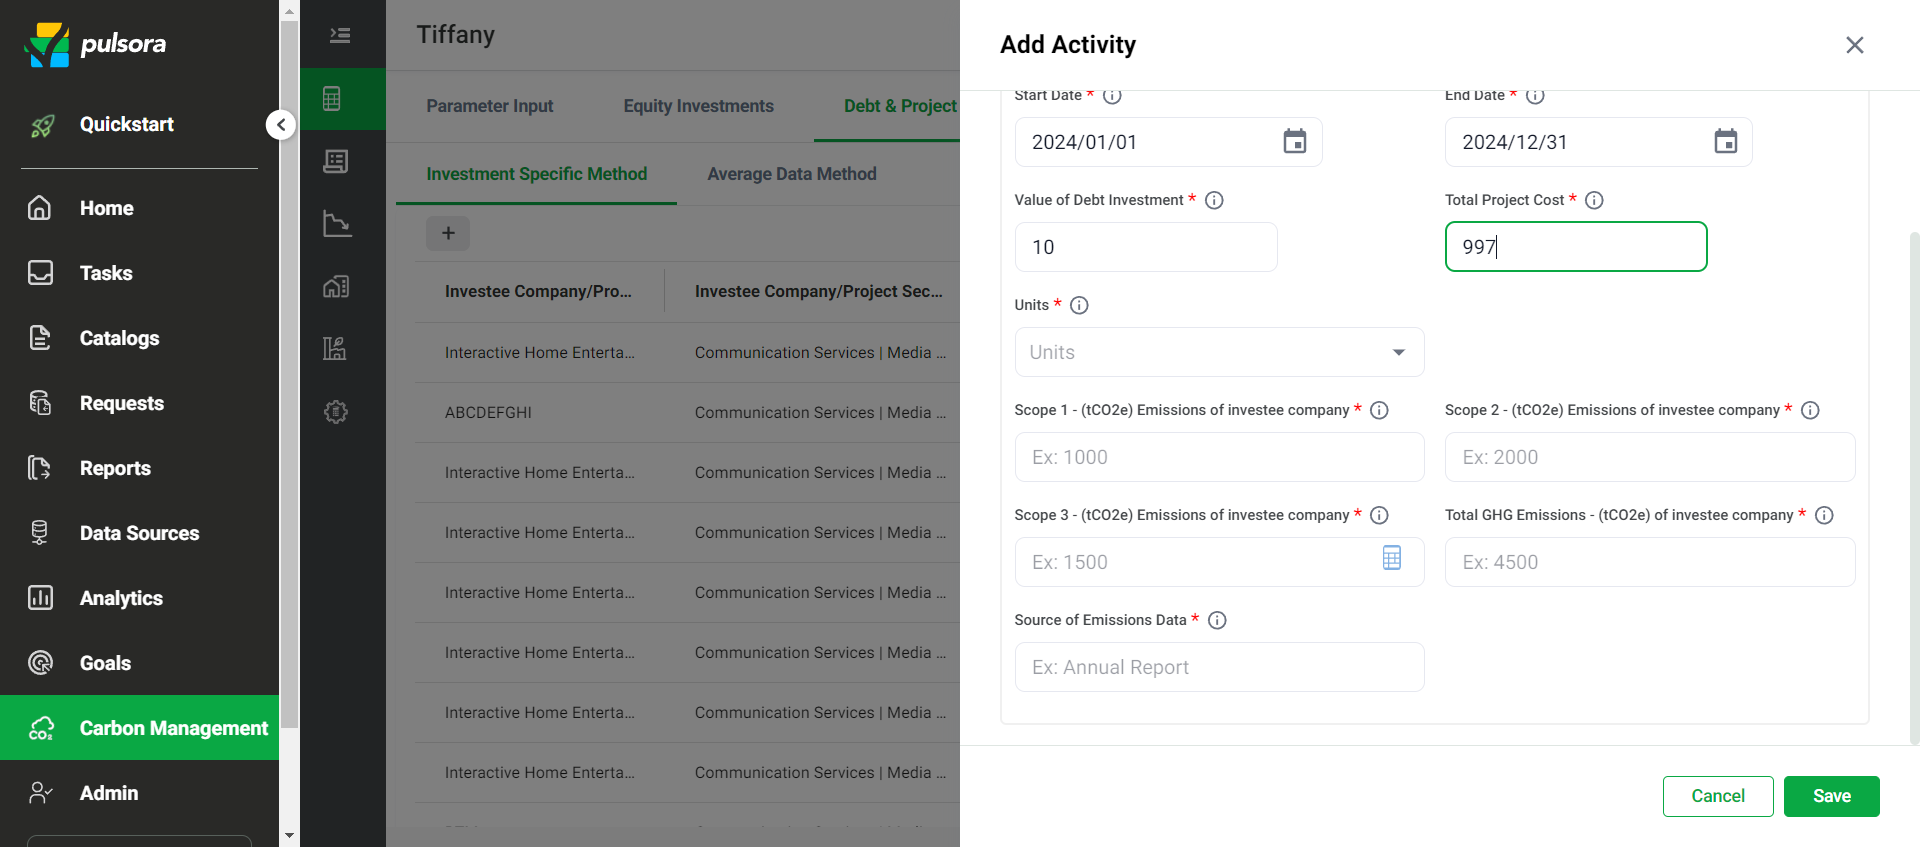 pulsora
Quickstart
Home
Tasks
Catalogs
Requests
Reports
Data Sources
Analytics
Goals
CO₂ Carbon Management
Admin
Tiffany
Parameter Input Equity Investments Debt & Project
Investment Specific Method Average Data Method
+
Investee Company/Pro... Investee Company/Project Sec...
Interactive Home Enterta... Communication Services | Media ...
ABCDEFGHI Communication Services | Media ...
Interactive Home Enterta... Communication Services | Media ...
Interactive Home Enterta... Communication Services | Media ...
Interactive Home Enterta... Communication Services | Media ...
Interactive Home Enterta... Communication Services | Media ...
Interactive Home Enterta... Communication Services | Media ...
Interactive Home Enterta... Communication Services | Media ...
Add Activity
Start Date * End Date *
2024/01/01 2024/12/31
Value of Debt Investment * Total Project Cost *
10 997
Units *
Units
Scope 1 - (tCO2e) Emissions of investee company * Scope 2 - (tCO2e) Emissions of investee company *
Ex: 1000 Ex: 2000
Scope 3 - (tCO2e) Emissions of investee company * Total GHG Emissions - (tCO2e) of investee company *
Ex: 1500 Ex: 4500
Source of Emissions Data *
Ex: Annual Report
Cancel Save